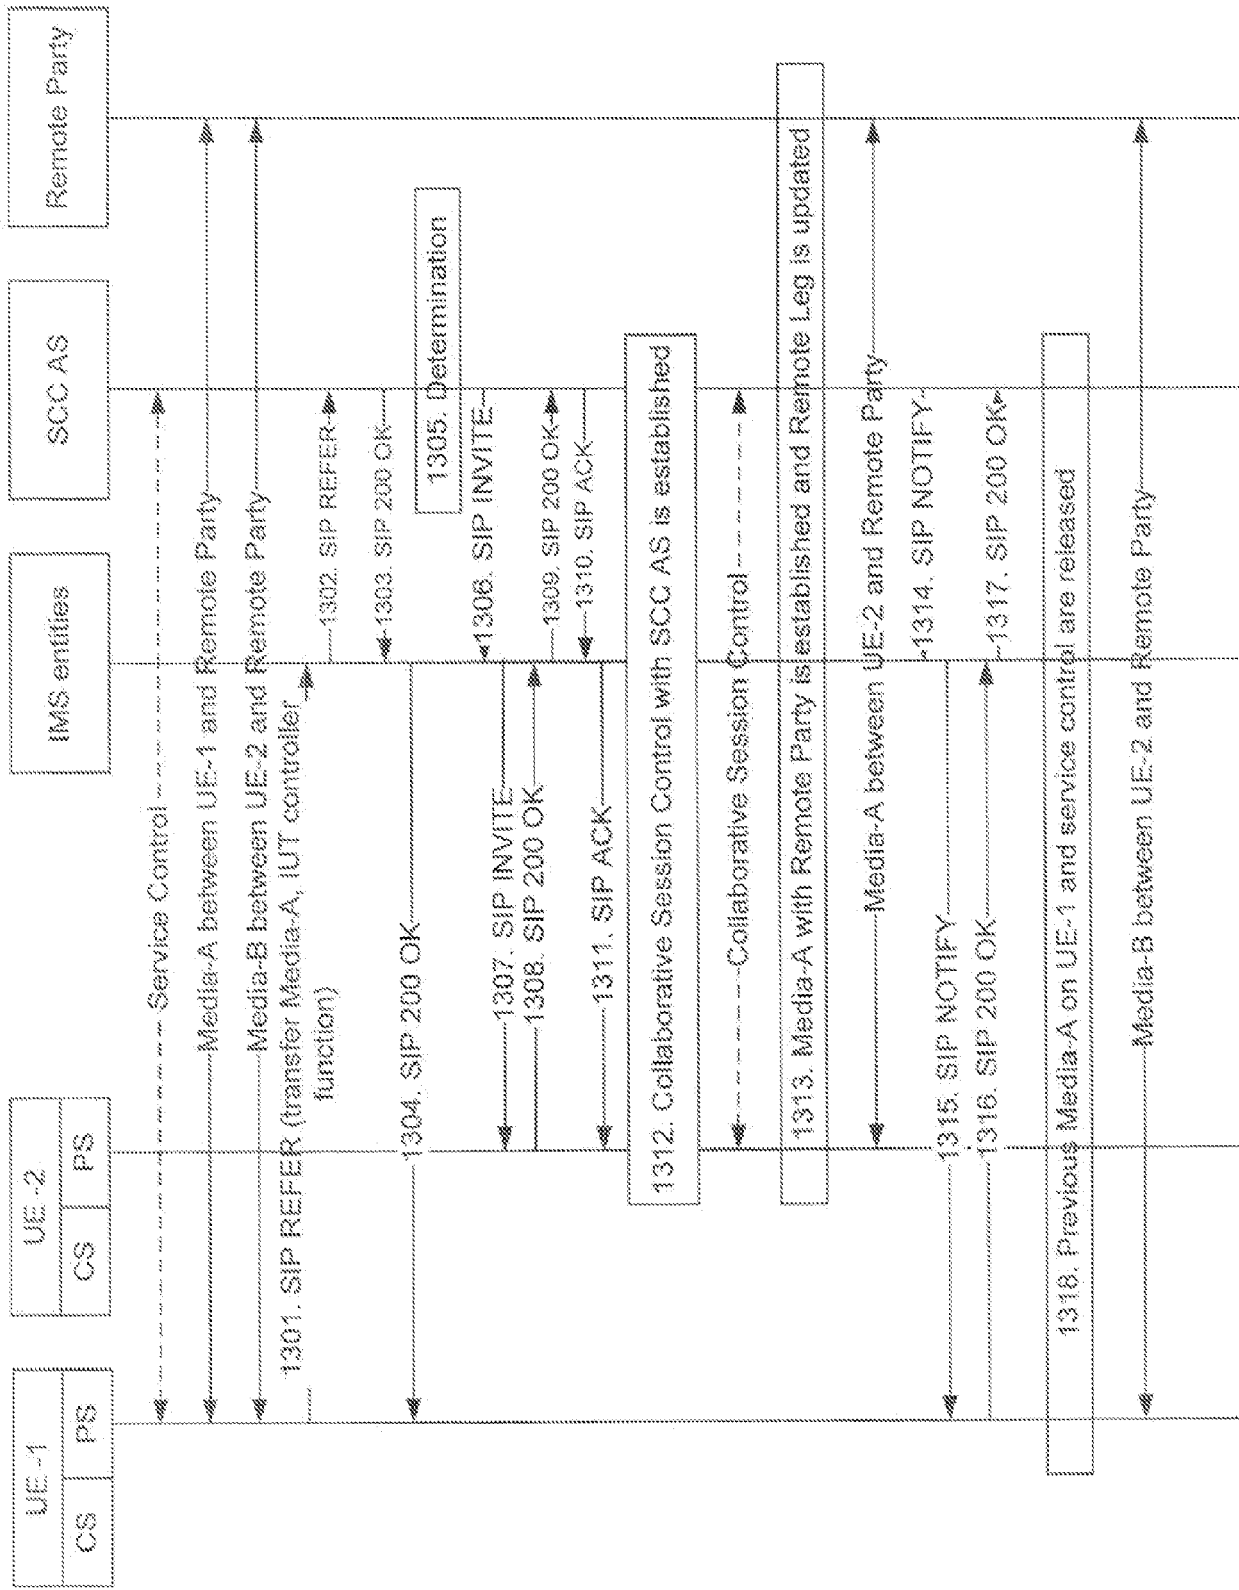 UE-1
CS
PS
UE-2
CS
PS
IMS entities
SCC AS
Remote Party
Service Control
Media-A between UE-1 and Remote Party
Media-B between UE-2 and Remote Party
1301. SIP REFER (transfer Media-A, IUT controller
function)
1302. SIP REFER
1303. SIP 200 OK
1304. SIP 200 OK
1305. Determination
1306. SIP INVITE
1307. SIP INVITE
1308. SIP 200 OK
1309. SIP 200 OK
1310. SIP ACK
1311. SIP ACK
1312. Collaborative Session Control with SCC AS is established
Collaborative Session Control
1313. Media-A with Remote Party is established and Remote Leg is updated
Media-A between UE-2 and Remote Party
1314. SIP NOTIFY
1315. SIP NOTIFY
1316. SIP 200 OK
1317. SIP 200 OK
1318. Previous Media-A on UE-1 and service control are released
Media-B between UE-2 and Remote Party